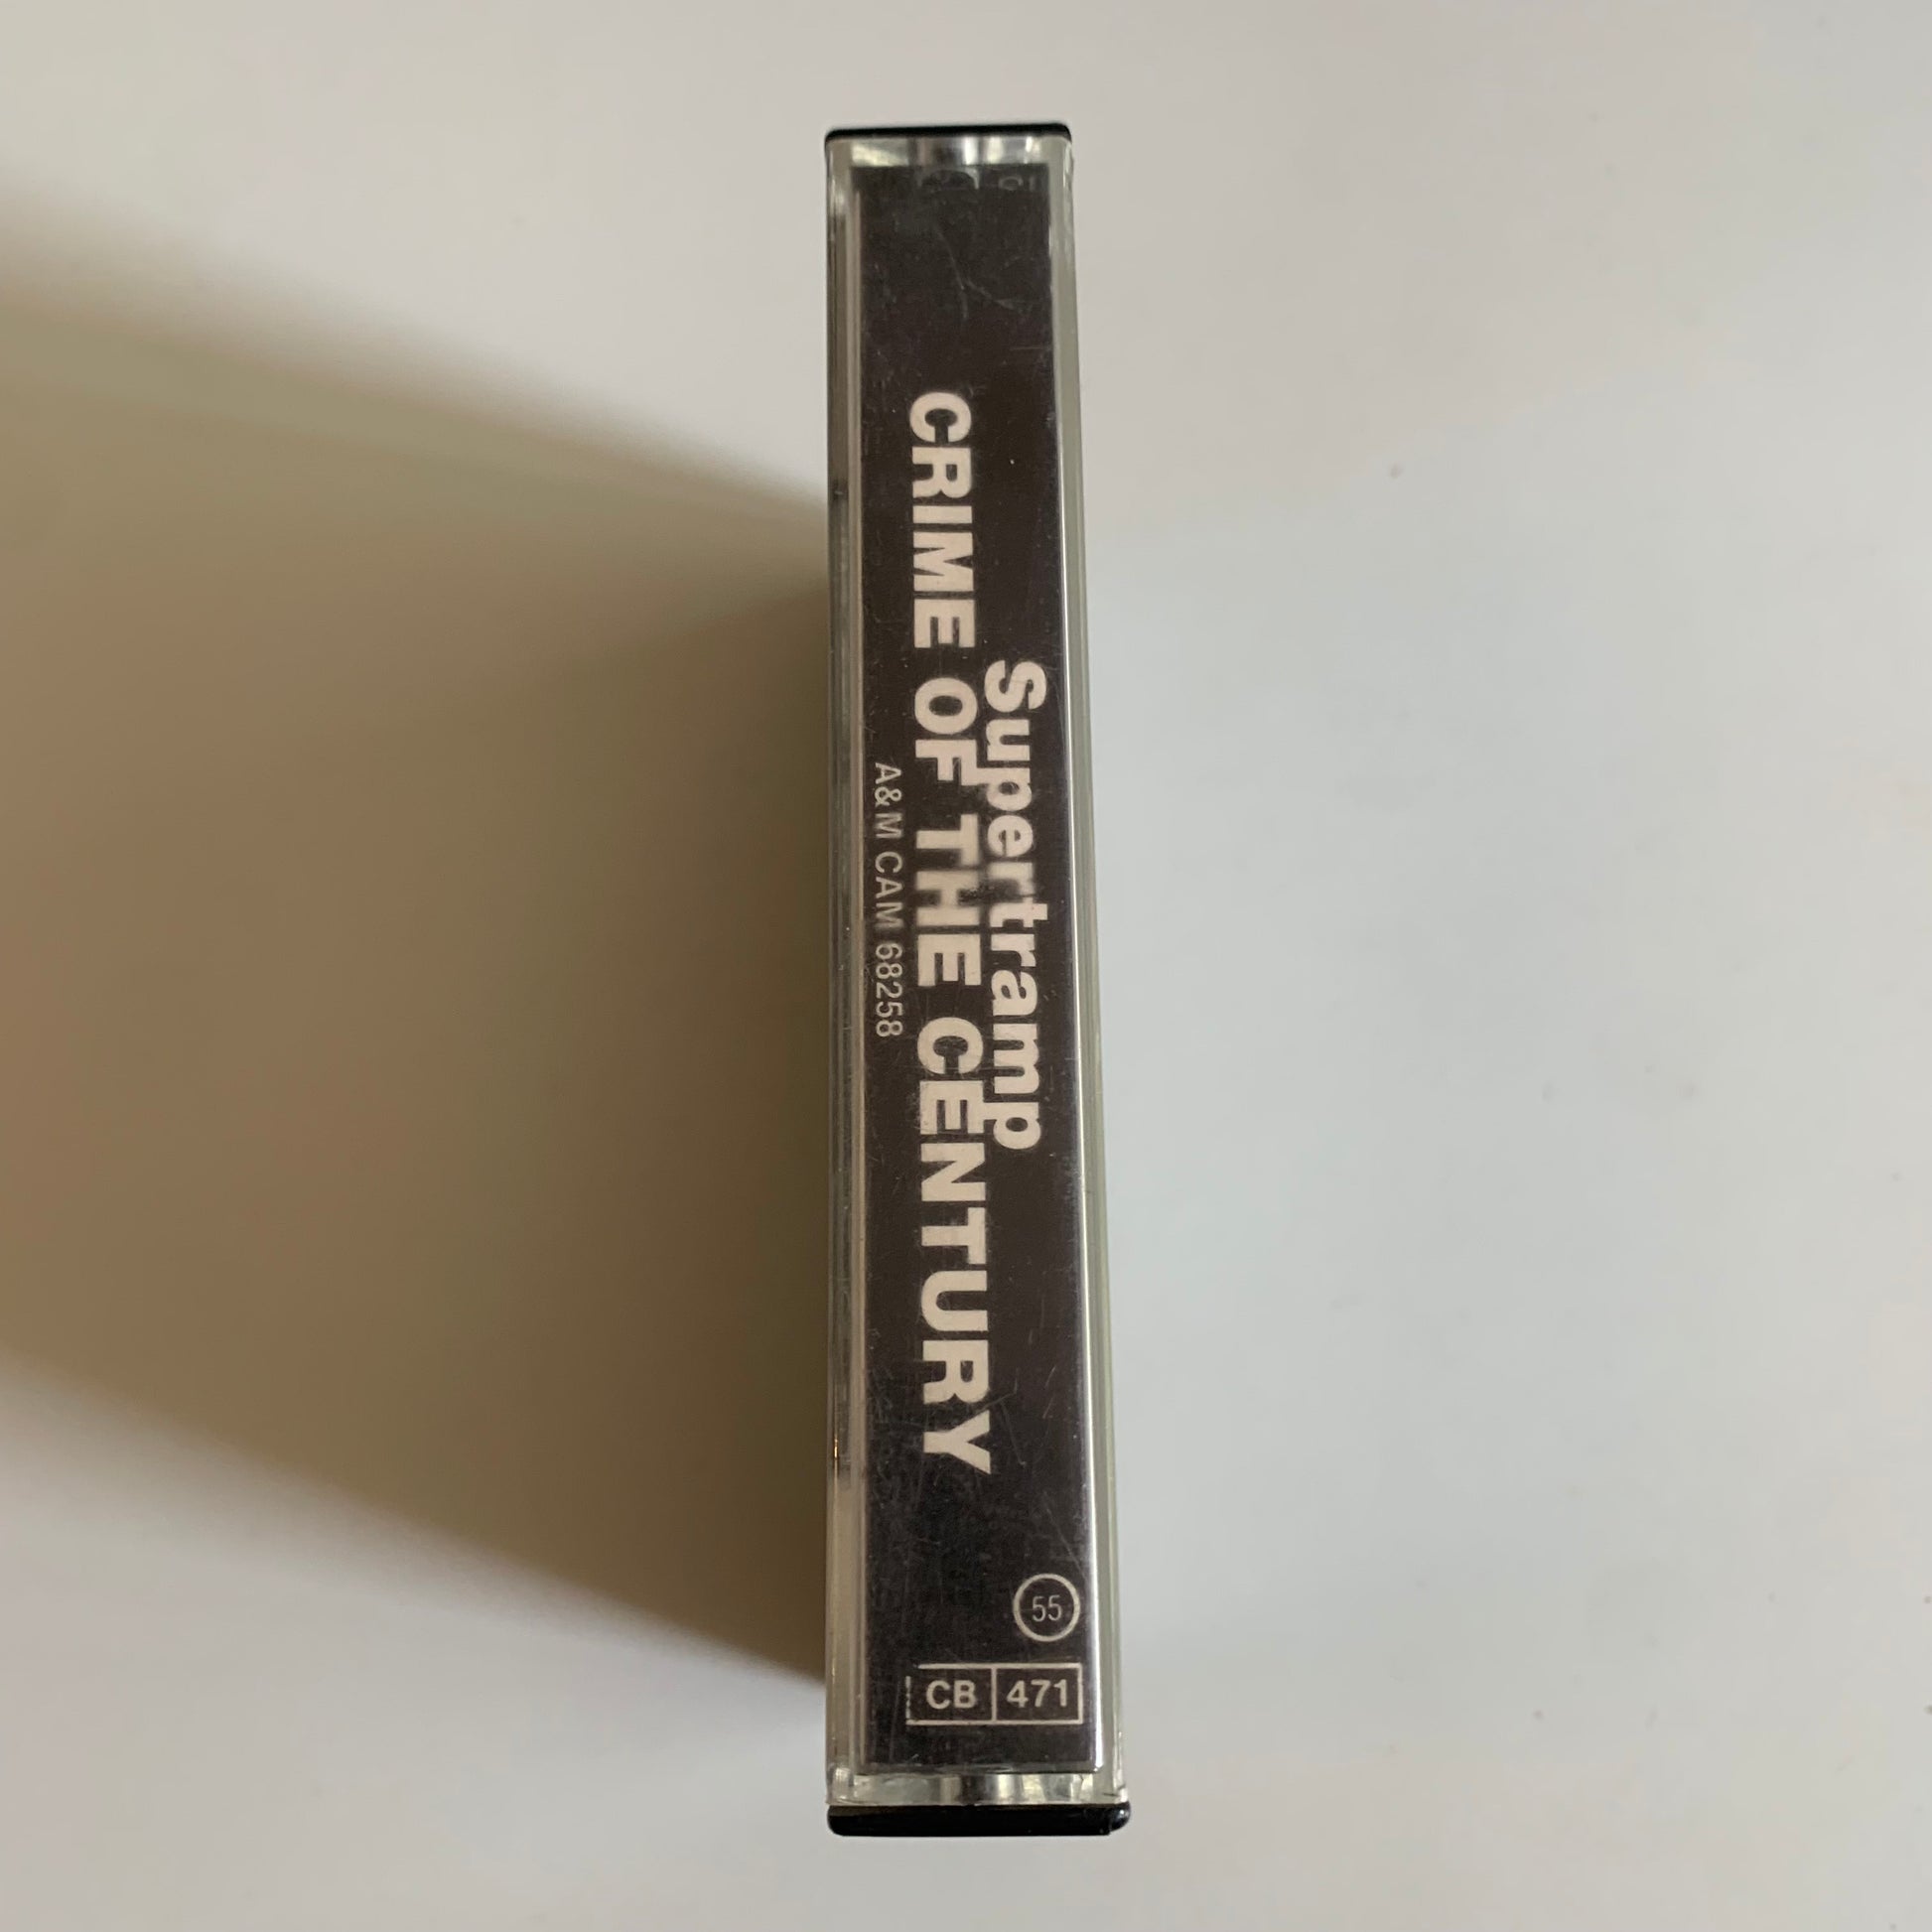 Supertramp
CRIME OF THE CENTURY
A&M CAM 68258
55
CB 471